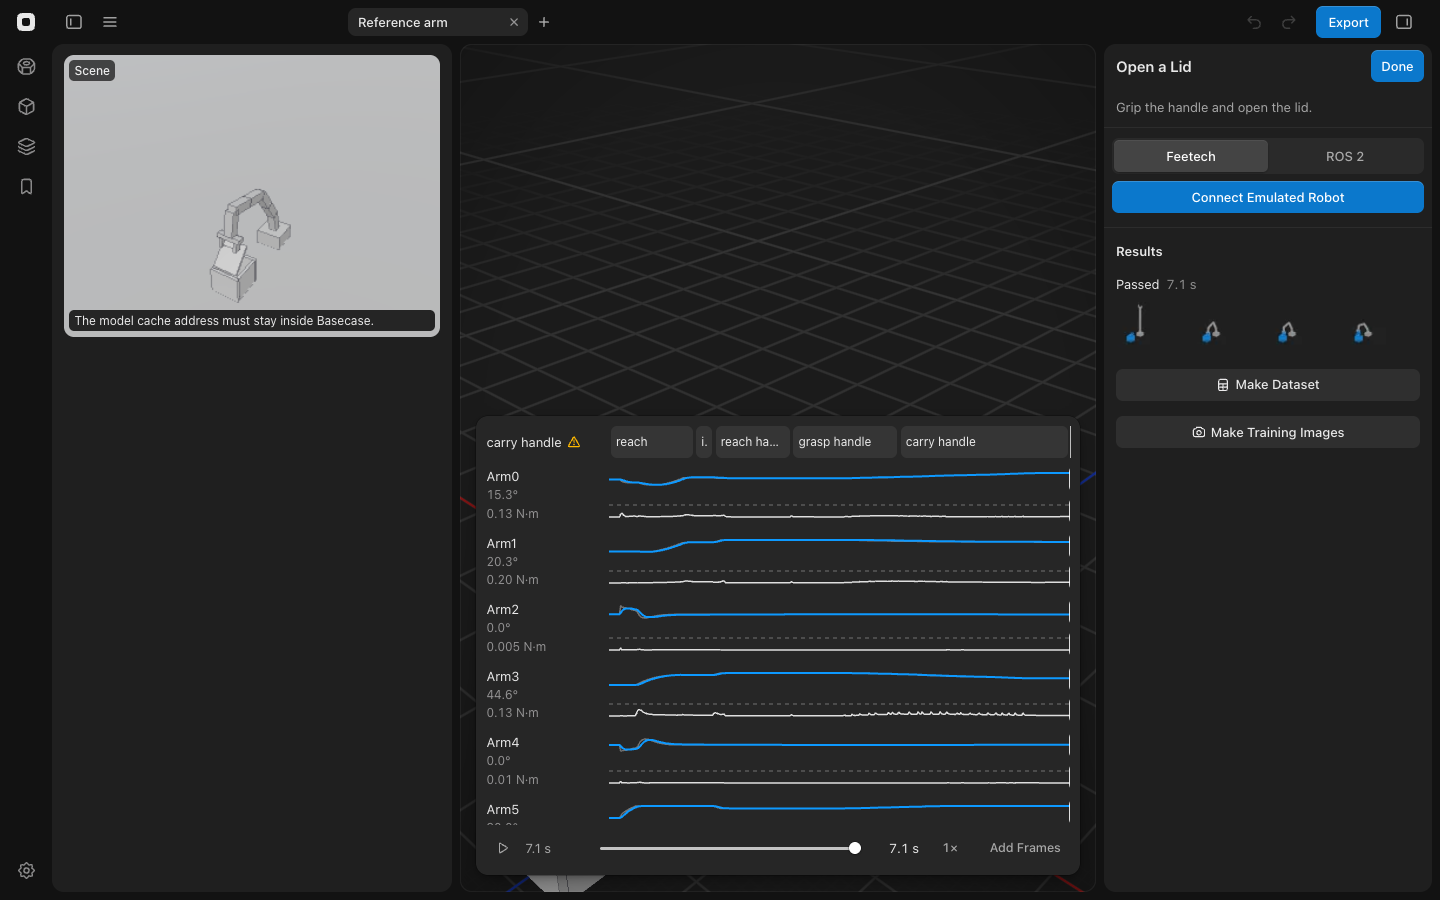 Reference arm
Export
Scene
The model cache address must stay inside Basecase.
Open a Lid
Done
Grip the handle and open the lid.
Feetech
ROS 2
Connect Emulated Robot
Results
Passed 7.1 s
Make Dataset
Make Training Images
carry handle
reach
i.
reach ha...
grasp handle
carry handle
Arm0
15.3°
0.13 N·m
Arm1
20.3°
0.20 N·m
Arm2
0.0°
0.005 N·m
Arm3
44.6°
0.13 N·m
Arm4
0.0°
0.01 N·m
Arm5
7.1 s
7.1 s
1×
Add Frames